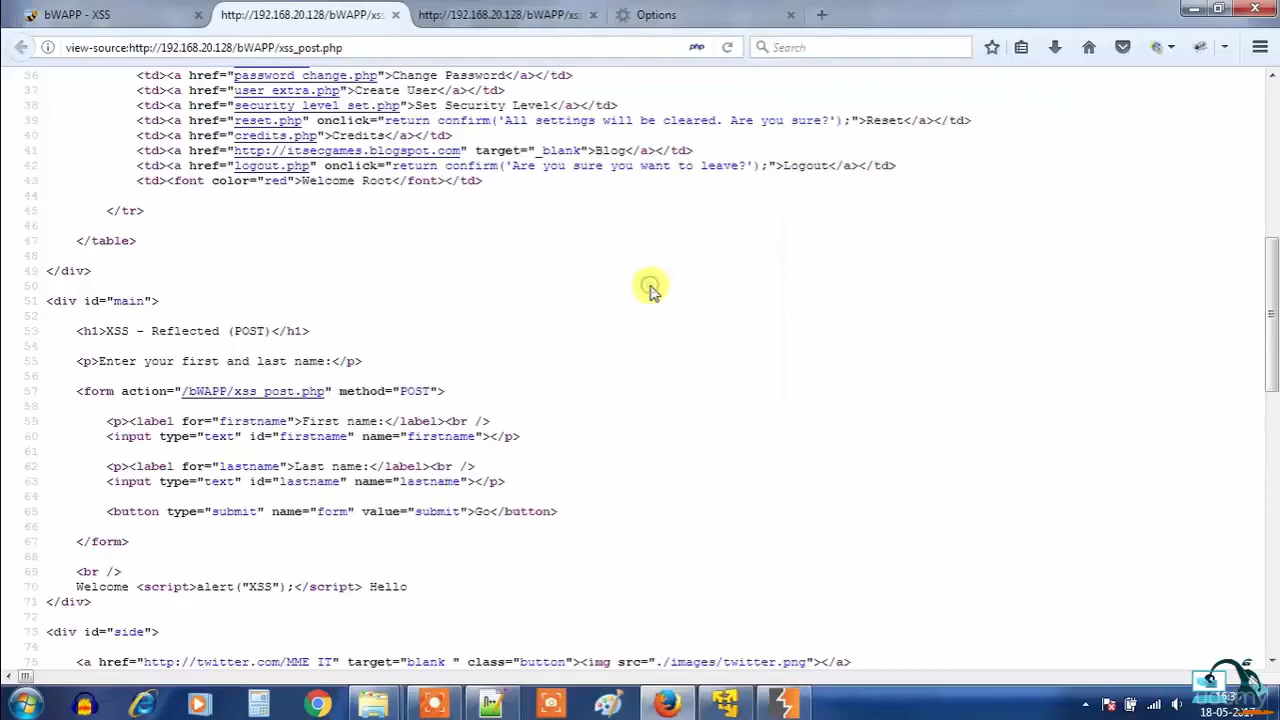 bWAPP - XSS
http://192.168.20.128/bWAPP/xss
http://192.168.20.128/bWAPP/xss
Options
view-source:http://192.168.20.128/bWAPP/xss_post.php
php
Search
36 <td><a href="password_change.php">Change Password</a></td>
37 <td><a href="user_extra.php">Create User</a></td>
38 <td><a href="security_level_set.php">Set Security Level</a></td>
39 <td><a href="reset.php" onclick="return confirm('All settings will be cleared. Are you sure?');">Reset</a></td>
40 <td><a href="credits.php">Credits</a></td>
41 <td><a href="http://itsecgames.blogspot.com" target="_blank">Blog</a></td>
42 <td><a href="logout.php" onclick="return confirm('Are you sure you want to leave?');">Logout</a></td>
43 <td><font color="red">Welcome Root</font></td>
44
45 </tr>
46
47 </table>
48
49 </div>
50
51 <div id="main">
52
53 <h1>XSS - Reflected (POST)</h1>
54
55 <p>Enter your first and last name:</p>
56
57 <form action="/bWAPP/xss_post.php" method="POST">
58
59 <p><label for="firstname">First name:</label><br />
60 <input type="text" id="firstname" name="firstname"></p>
61
62 <p><label for="lastname">Last name:</label><br />
63 <input type="text" id="lastname" name="lastname"></p>
64
65 <button type="submit" name="form" value="submit">Go</button>
66
67 </form>
68
69 <br />
70 Welcome <script>alert("XSS");</script> Hello
71 </div>
72
73 <div id="side">
74
75 <a href="http://twitter.com/MME_IT" target="blank_" class="button"><img src="./images/twitter.png"></a>